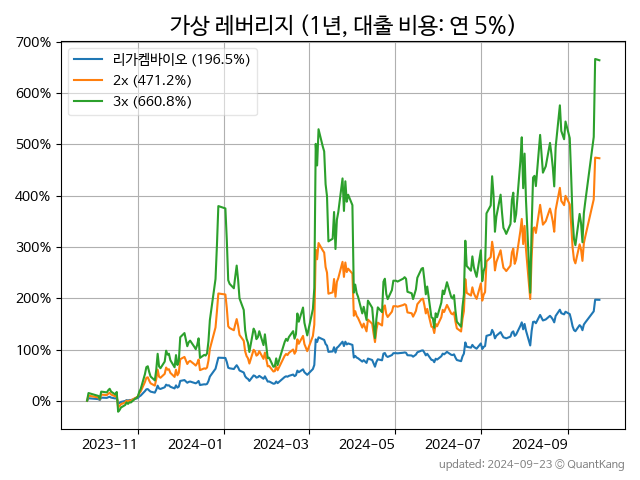 가상 레버리지 (1년, 대출 비용: 연 5%)
700%
600%
500%
400%
300%
200%
100%
0%
리가켐바이오 (196.5%)
2x (471.2%)
3x (660.8%)
2023-11
2024-01
2024-03
2024-05
2024-07
2024-09
updated: 2024-09-23 © QuantKang